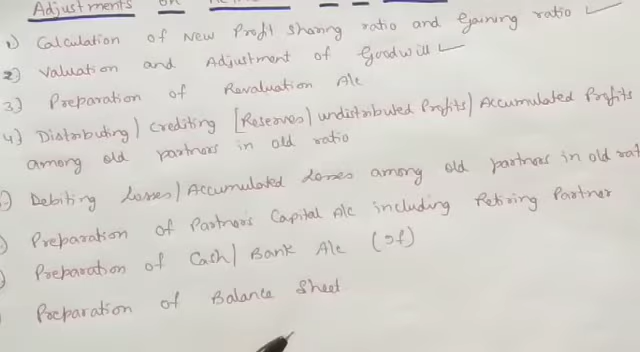 Adjustments on
1) Calculation of New Profit sharing ratio and Gaining ratio
2) Valuation and Adjustment of Goodwill
3) Preparation of Revaluation A/c
4) Distributing / Crediting [Reserves / undistributed Profits / Accumulated Profits
among old partners in old ratio
) Debiting Losses / Accumulated Losses among old partners in old rat
) Preparation of Partners Capital A/c including Retiring Partner
) Preparation of Cash / Bank A/c (If)
Preparation of Balance Sheet